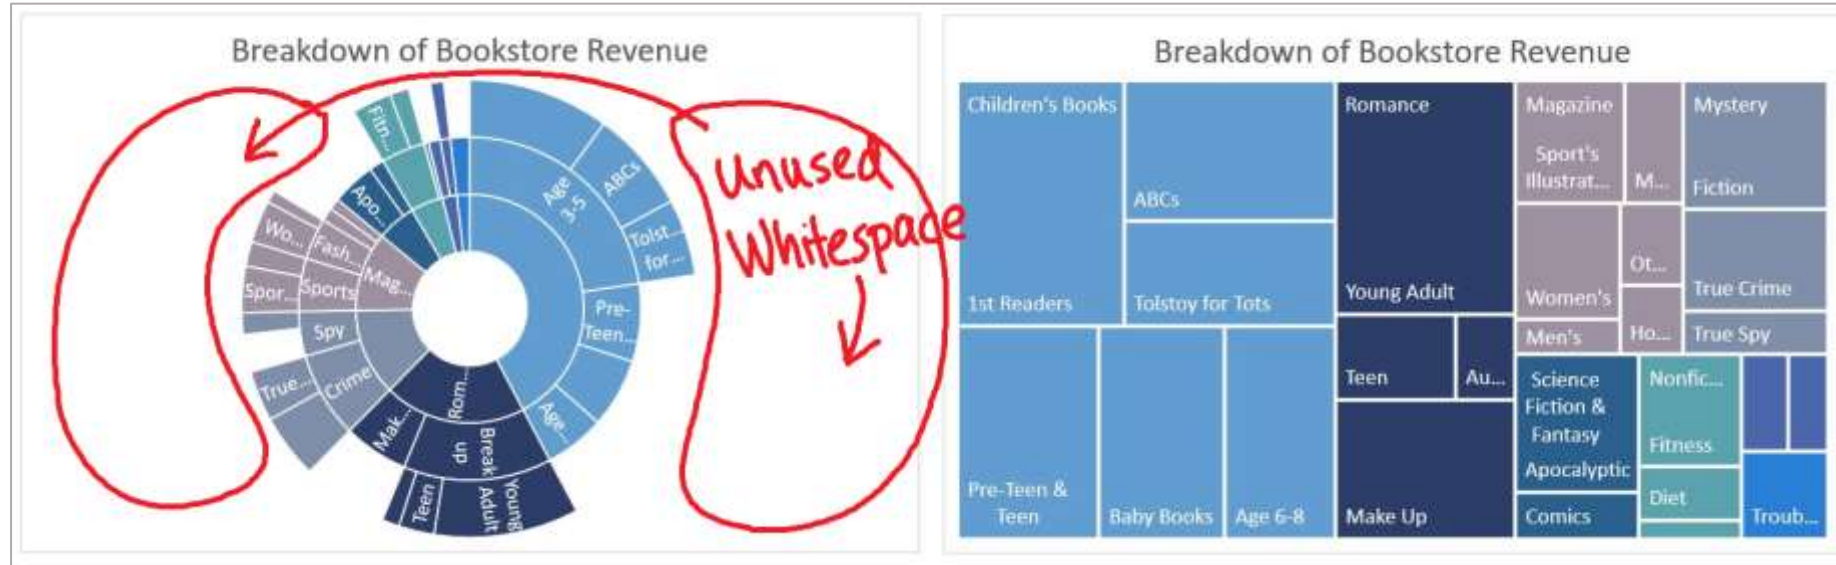 Breakdown of Bookstore Revenue
Unused
Whitespace
Fitn...
Apo...
Wo...
Fash...
Mag...
Spor...
Sports
Spy
True...
Crime
Rom...
Mak...
Break
up
Teen
Young
Adult
Age
3-5
ABCs
Tolst...
for...
Pre-
Teen...
Age...
Breakdown of Bookstore Revenue
Children's Books
1st Readers
ABCs
Tolstoy for Tots
Pre-Teen &
Teen
Baby Books
Age 6-8
Romance
Young Adult
Teen
Au...
Make Up
Magazine
Sport's
Illustrat...
M...
Women's
Ot...
Men's
Ho...
Mystery
Fiction
True Crime
True Spy
Science
Fiction &
Fantasy
Apocalyptic
Comics
Nonfic...
Fitness
Diet
Troub...